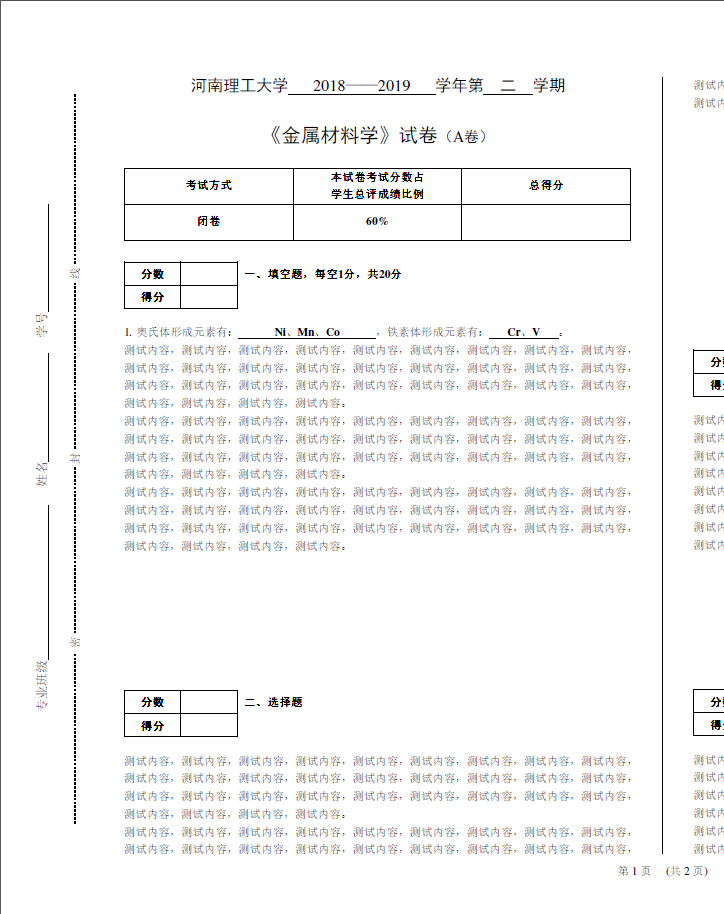 河南理工大学 2018——2019 学年第 二 学期
《金属材料学》试卷（A卷）
考试方式
本试卷考试分数占
学生总评成绩比例
总得分
闭卷
60%
分数
得分
一、填空题，每空1分，共20分
1. 奥氏体形成元素有： Ni、Mn、Co ，铁素体形成元素有： Cr、V 。
测试内容，测试内容，测试内容，测试内容，测试内容，测试内容，测试内容，测试内容，测试内容，
测试内容，测试内容，测试内容，测试内容，测试内容，测试内容，测试内容，测试内容，测试内容，
测试内容，测试内容，测试内容，测试内容，测试内容，测试内容，测试内容，测试内容，测试内容，
测试内容，测试内容，测试内容，测试内容。
测试内容，测试内容，测试内容，测试内容，测试内容，测试内容，测试内容，测试内容，测试内容，
测试内容，测试内容，测试内容，测试内容，测试内容，测试内容，测试内容，测试内容，测试内容，
测试内容，测试内容，测试内容，测试内容，测试内容，测试内容，测试内容，测试内容，测试内容，
测试内容，测试内容，测试内容，测试内容。
测试内容，测试内容，测试内容，测试内容，测试内容，测试内容，测试内容，测试内容，测试内容，
测试内容，测试内容，测试内容，测试内容，测试内容，测试内容，测试内容，测试内容，测试内容，
测试内容，测试内容，测试内容，测试内容，测试内容，测试内容，测试内容，测试内容，测试内容，
测试内容，测试内容，测试内容，测试内容。
分数
得分
二、选择题
测试内容，测试内容，测试内容，测试内容，测试内容，测试内容，测试内容，测试内容，测试内容，
测试内容，测试内容，测试内容，测试内容，测试内容，测试内容，测试内容，测试内容，测试内容，
测试内容，测试内容，测试内容，测试内容，测试内容，测试内容，测试内容，测试内容，测试内容，
测试内容，测试内容，测试内容，测试内容。
测试内容，测试内容，测试内容，测试内容，测试内容，测试内容，测试内容，测试内容，测试内容，
测试内容，测试内容，测试内容，测试内容，测试内容，测试内容，测试内容，测试内容，测试内容，
第 1 页 (共 2 页)
专业班级
姓名
学号
密
封
线
测试
测试
分
得
测试
测试
测试
测试
测试
测试
测试
测试
分
得
测试
测试
测试
测试
测试
测试